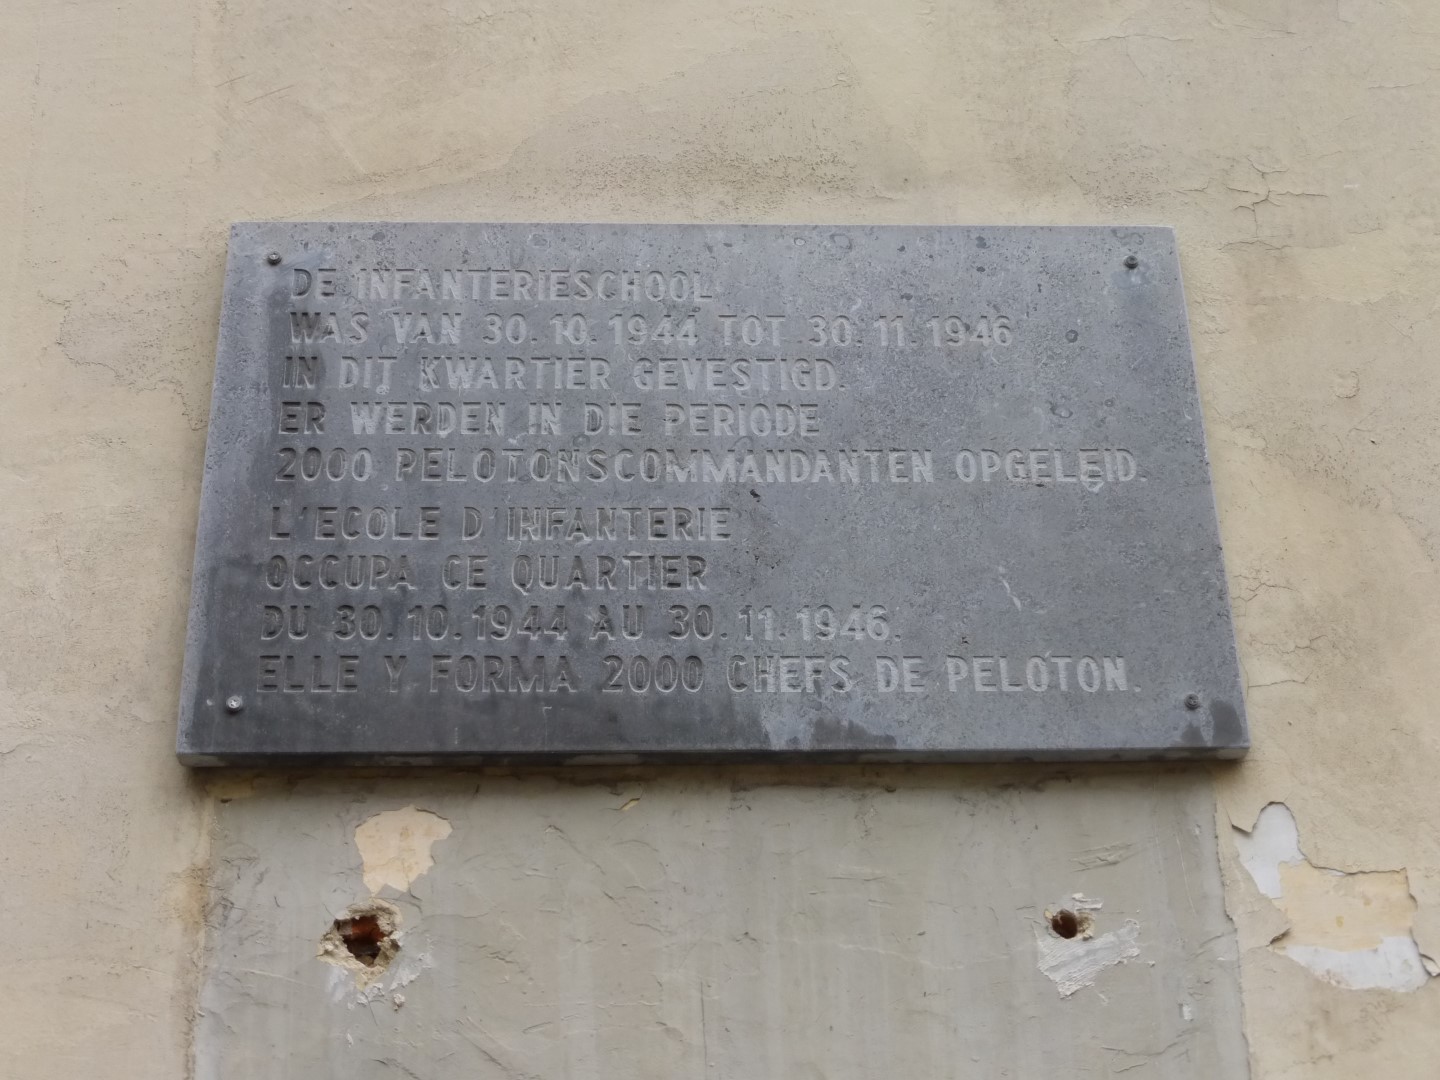 DE INFANTERIESCHOOL
WAS VAN 30.10.1944 TOT 30.11.1946
IN DIT KWARTIER GEVESTIGD.
ER WERDEN IN DIE PERIODE
2000 PELOTONSCOMMANDANTEN OPGELEID.
L'ECOLE D'INFANTERIE
OCCUPA CE QUARTIER
DU 30.10.1944 AU 30.11.1946.
ELLE Y FORMA 2000 CHEFS DE PELOTON.